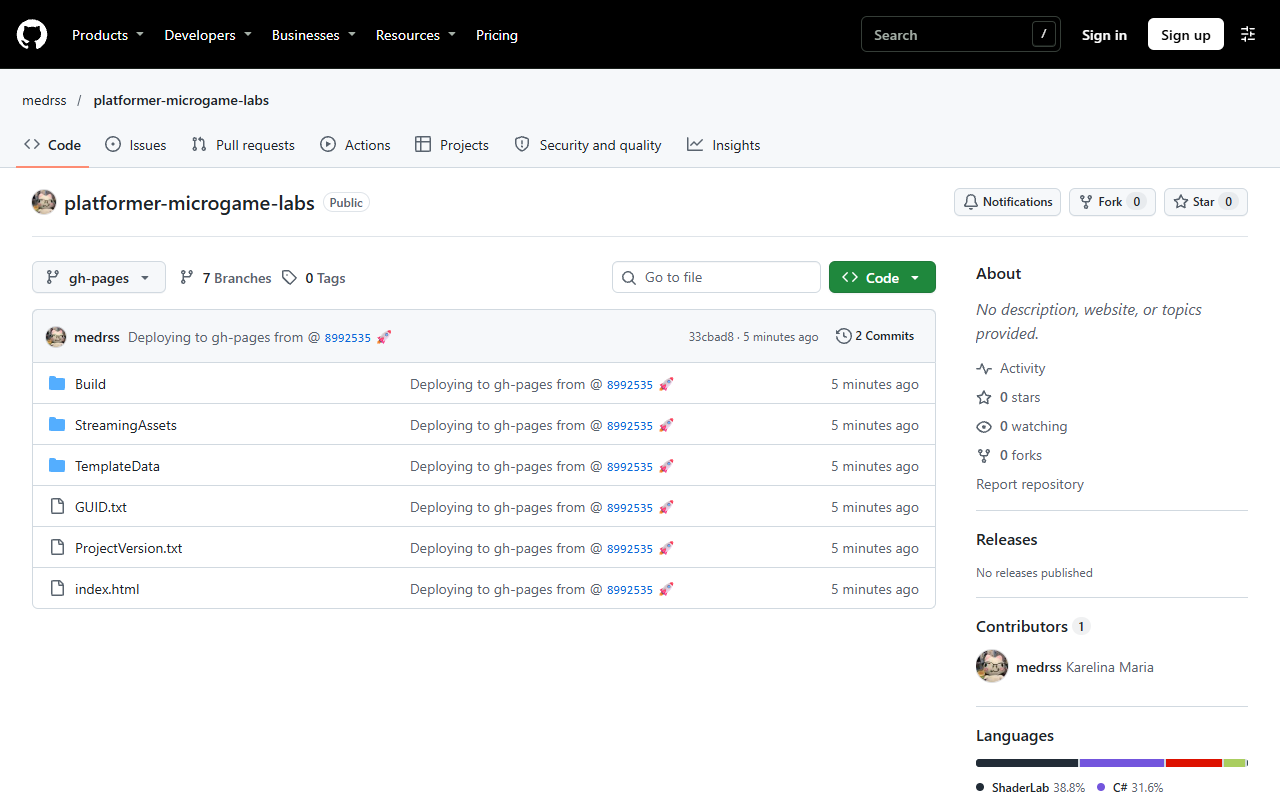 Products Developers Businesses Resources Pricing Search / Sign in Sign up
medrss / platformer-microgame-labs
Code Issues Pull requests Actions Projects Security and quality Insights
platformer-microgame-labs Public Notifications Fork 0 Star 0
gh-pages 7 Branches 0 Tags Go to file Code
medrss Deploying to gh-pages from @ 8992535 🚀 33cbad8 · 5 minutes ago 2 Commits
Build Deploying to gh-pages from @ 8992535 🚀 5 minutes ago
StreamingAssets Deploying to gh-pages from @ 8992535 🚀 5 minutes ago
TemplateData Deploying to gh-pages from @ 8992535 🚀 5 minutes ago
GUID.txt Deploying to gh-pages from @ 8992535 🚀 5 minutes ago
ProjectVersion.txt Deploying to gh-pages from @ 8992535 🚀 5 minutes ago
index.html Deploying to gh-pages from @ 8992535 🚀 5 minutes ago
About
No description, website, or topics
provided.
Activity
0 stars
0 watching
0 forks
Report repository
Releases
No releases published
Contributors 1
medrss Karelina Maria
Languages
ShaderLab 38.8% C# 31.6%